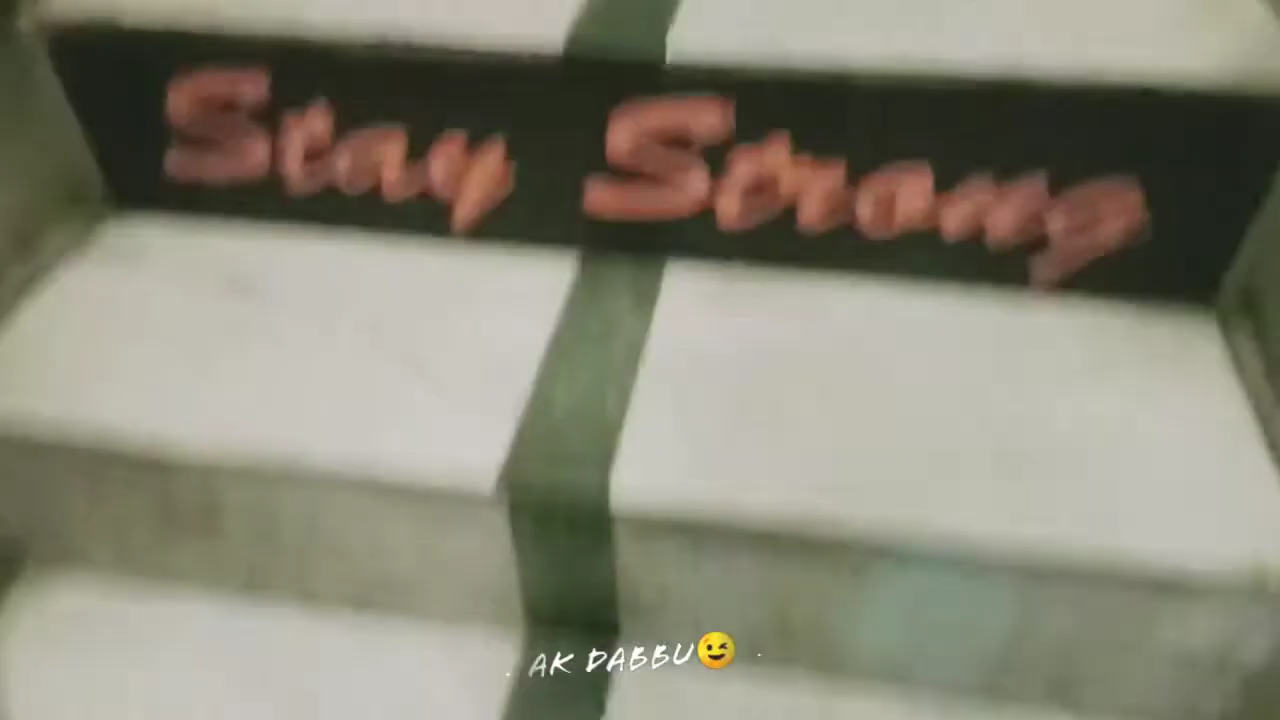 Stay Strong
. AK DABBU😉 .